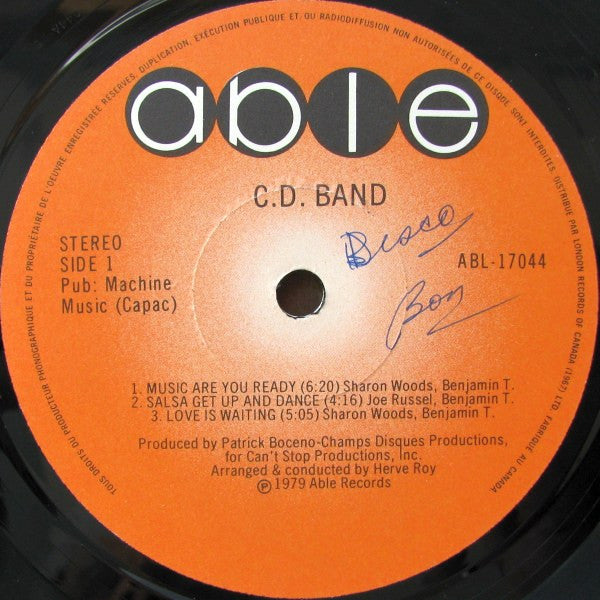 TOUS DROITS DU PRODUCTEUR PHONOGRAPHIQUE ET DU PROPRIÉTAIRE DE L'OEUVRE ENREGISTRÉE RÉSERVÉS. DUPLICATION, EXÉCUTION PUBLIQUE ET, OU RADIODIFFUSION NON AUTORISÉES DE CE DISQUE SONT INTERDITES. DISTRIBUÉ PAR LONDON RECORDS OF CANADA (1967) LTD. FABRIQUE AU CANADA
able
C.D. BAND
STEREO
SIDE 1
Pub: Machine
Music (Capac)
Disco
Bon
ABL-17044
1. MUSIC ARE YOU READY (6:20) Sharon Woods, Benjamin T.
2. SALSA GET UP AND DANCE (4:16) Joe Russel, Benjamin T.
3. LOVE IS WAITING (5:05) Sharon Woods, Benjamin T.
Produced by Patrick Boceno-Champs Disques Productions,
for Can't Stop Productions, Inc.
Arranged & conducted by Herve Roy
Ⓟ 1979 Able Records